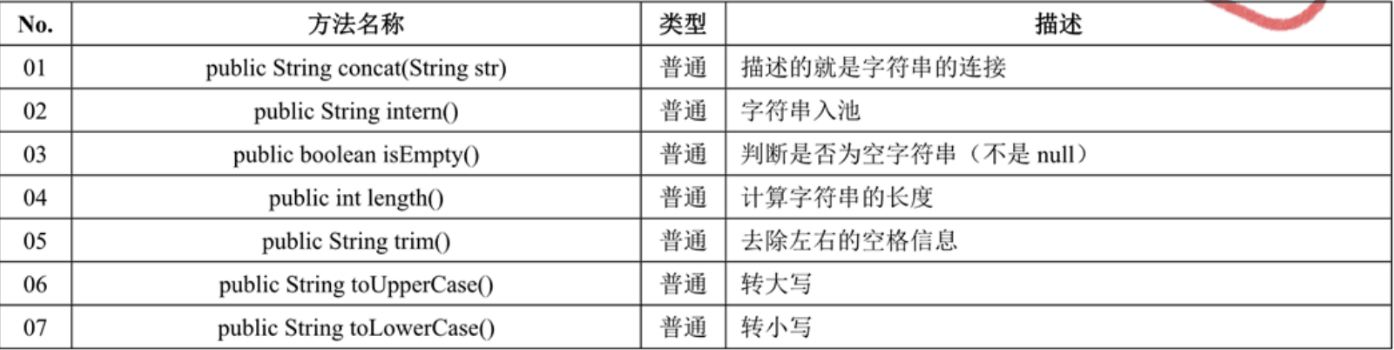 No. 方法名称 类型 描述
01 public String concat(String str) 普通 描述的就是字符串的连接
02 public String intern() 普通 字符串入池
03 public boolean isEmpty() 普通 判断是否为空字符串（不是 null）
04 public int length() 普通 计算字符串的长度
05 public String trim() 普通 去除左右的空格信息
06 public String toUpperCase() 普通 转大写
07 public String toLowerCase() 普通 转小写